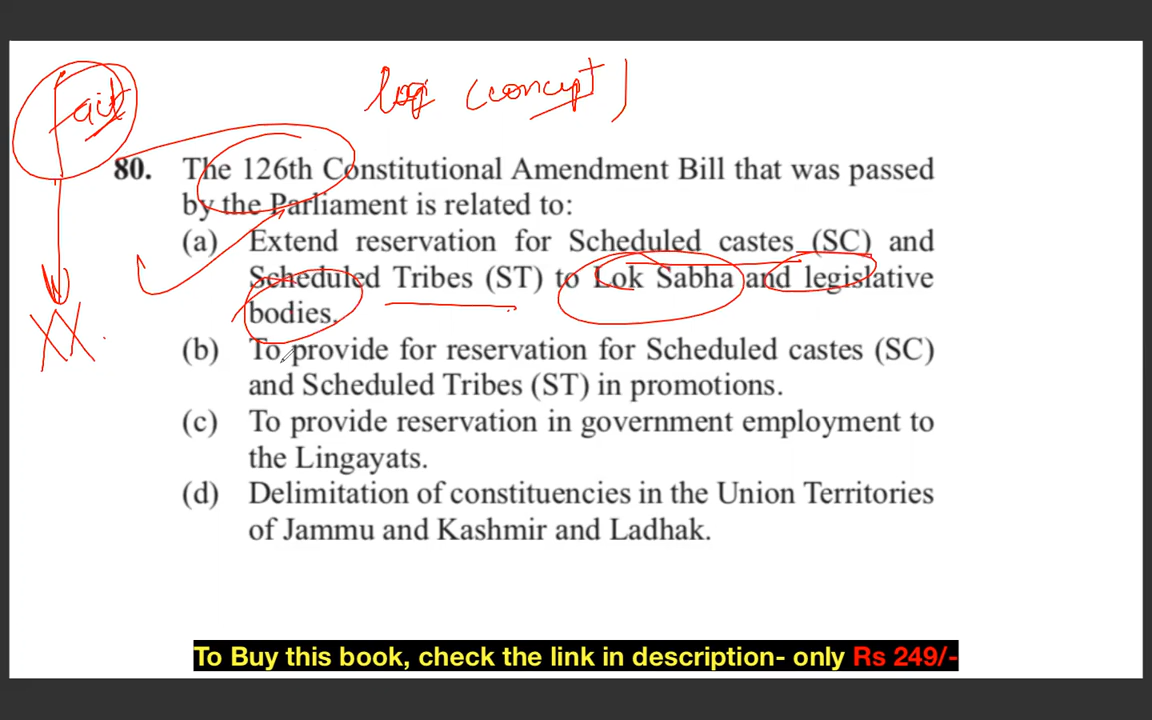 Fact
logi (concept)
80. The 126th Constitutional Amendment Bill that was passed
by the Parliament is related to:
(a) Extend reservation for Scheduled castes (SC) and
Scheduled Tribes (ST) to Lok Sabha and legislative
bodies.
XX.
(b) To provide for reservation for Scheduled castes (SC)
and Scheduled Tribes (ST) in promotions.
(c) To provide reservation in government employment to
the Lingayats.
(d) Delimitation of constituencies in the Union Territories
of Jammu and Kashmir and Ladhak.
To Buy this book, check the link in description- only Rs 249/-